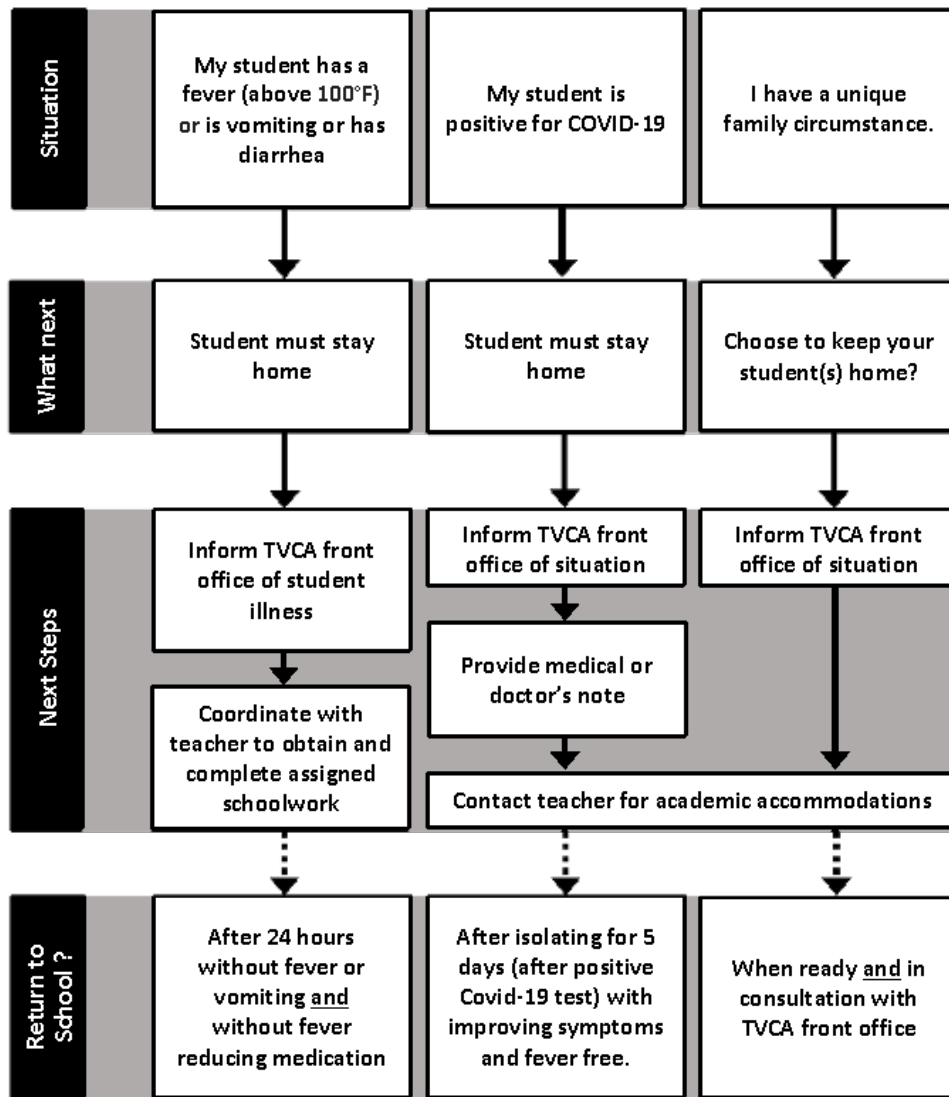 Situation
My student has a
fever (above 100°F)
or is vomiting or has
diarrhea
My student is
positive for COVID-19
I have a unique
family circumstance.
What next
Student must stay
home
Student must stay
home
Choose to keep your
student(s) home?
Next Steps
Inform TVCA front
office of student
illness
Coordinate with
teacher to obtain and
complete assigned
schoolwork
Inform TVCA front
office of situation
Provide medical or
doctor's note
Inform TVCA front
office of situation
Contact teacher for academic accommodations
Return to
School ?
After 24 hours
without fever or
vomiting and
without fever
reducing medication
After isolating for 5
days (after positive
Covid-19 test) with
improving symptoms
and fever free.
When ready and in
consultation with
TVCA front office